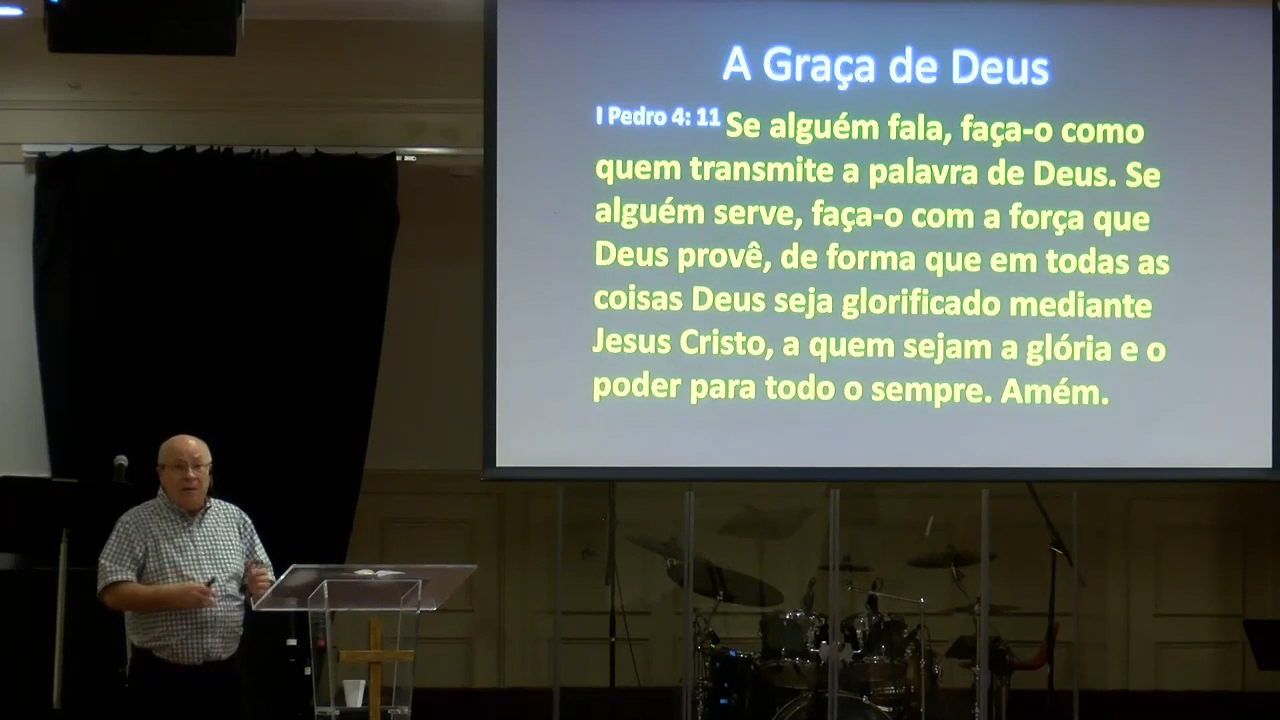 A Graça de Deus
I Pedro 4: 11 Se alguém fala, faça-o como
quem transmite a palavra de Deus. Se
alguém serve, faça-o com a força que
Deus provê, de forma que em todas as
coisas Deus seja glorificado mediante
Jesus Cristo, a quem sejam a glória e o
poder para todo o sempre. Amém.